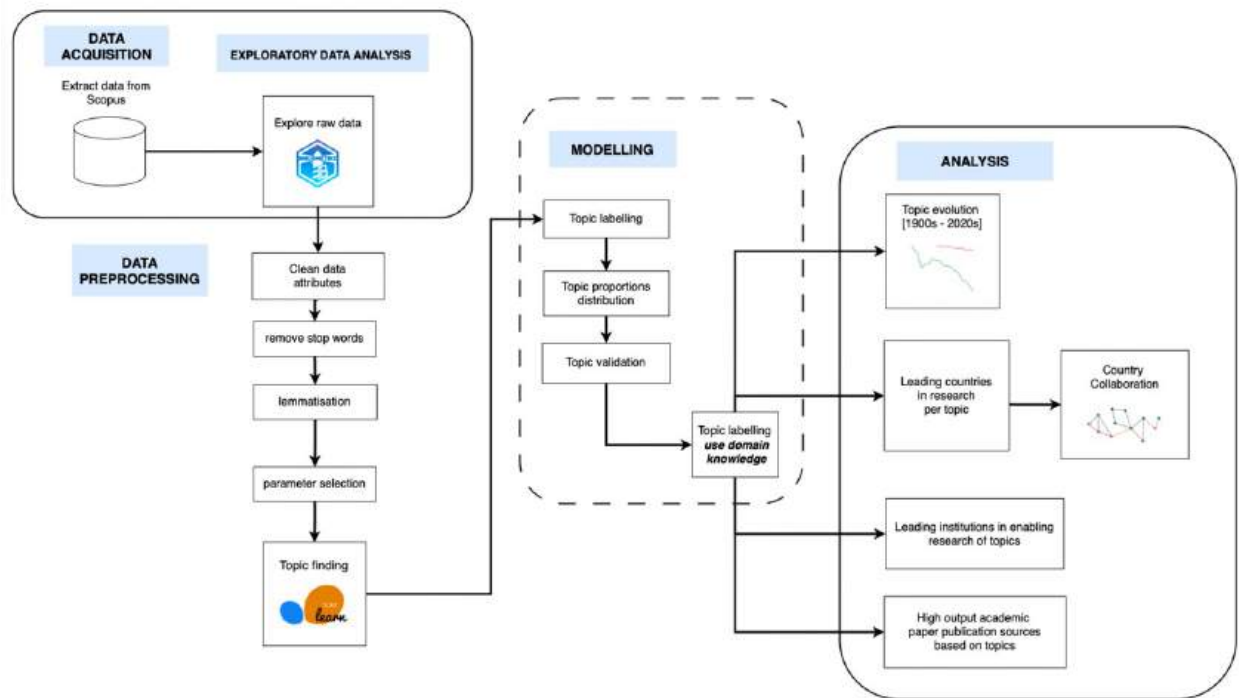 DATA
ACQUISITION
EXPLORATORY DATA ANALYSIS
Extract data from
Scopus
Explore raw data
DATA
PREPROCESSING
Clean data
attributes
remove stop words
lemmatisation
parameter selection
Topic finding
learn
MODELLING
Topic labelling
Topic proportions
distribution
Topic validation
Topic labelling
use domain
knowledge
ANALYSIS
Topic evolution
[1900s - 2020s]
Leading countries
in research
per topic
Country
Collaboration
Leading institutions in enabling
research of topics
High output academic
paper publication sources
based on topics